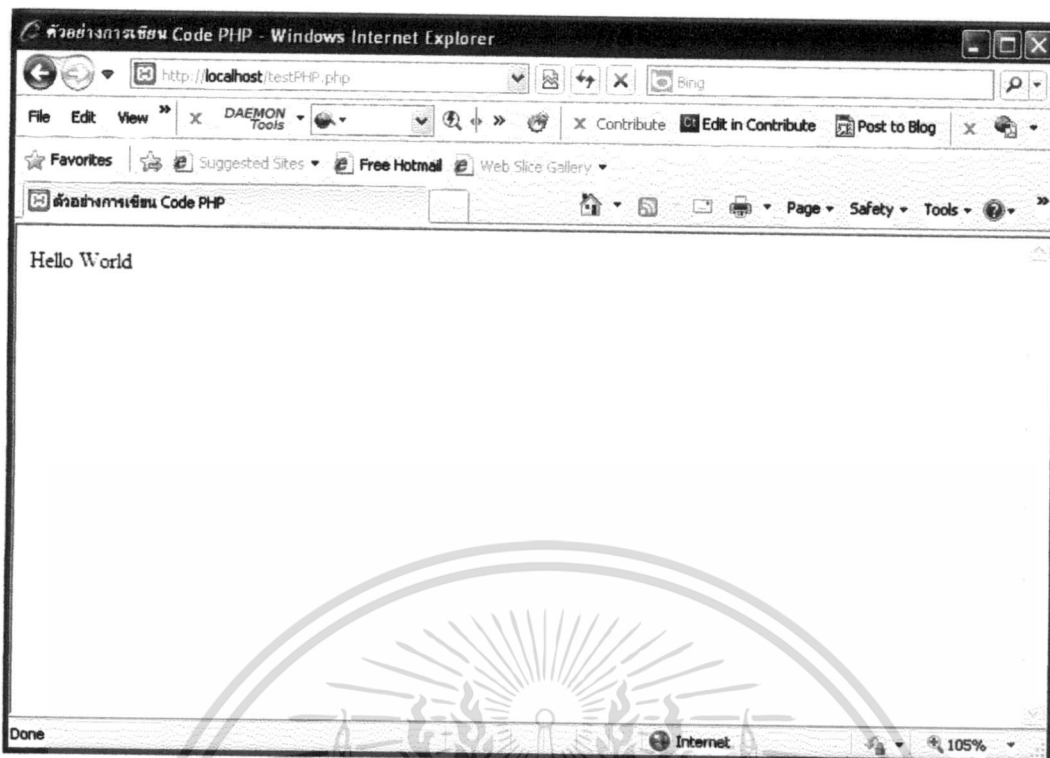 ตัวอย่างการเขียน Code PHP - Windows Internet Explorer
http://localhost/testPHP.php Bing
File Edit View » x DAEMON Tools » x Contribute Edit in Contribute Post to Blog x
Favorites Suggested Sites Free Hotmail Web Slice Gallery
ตัวอย่างการเขียน Code PHP Page Safety Tools »
Hello World
Done Internet 105%